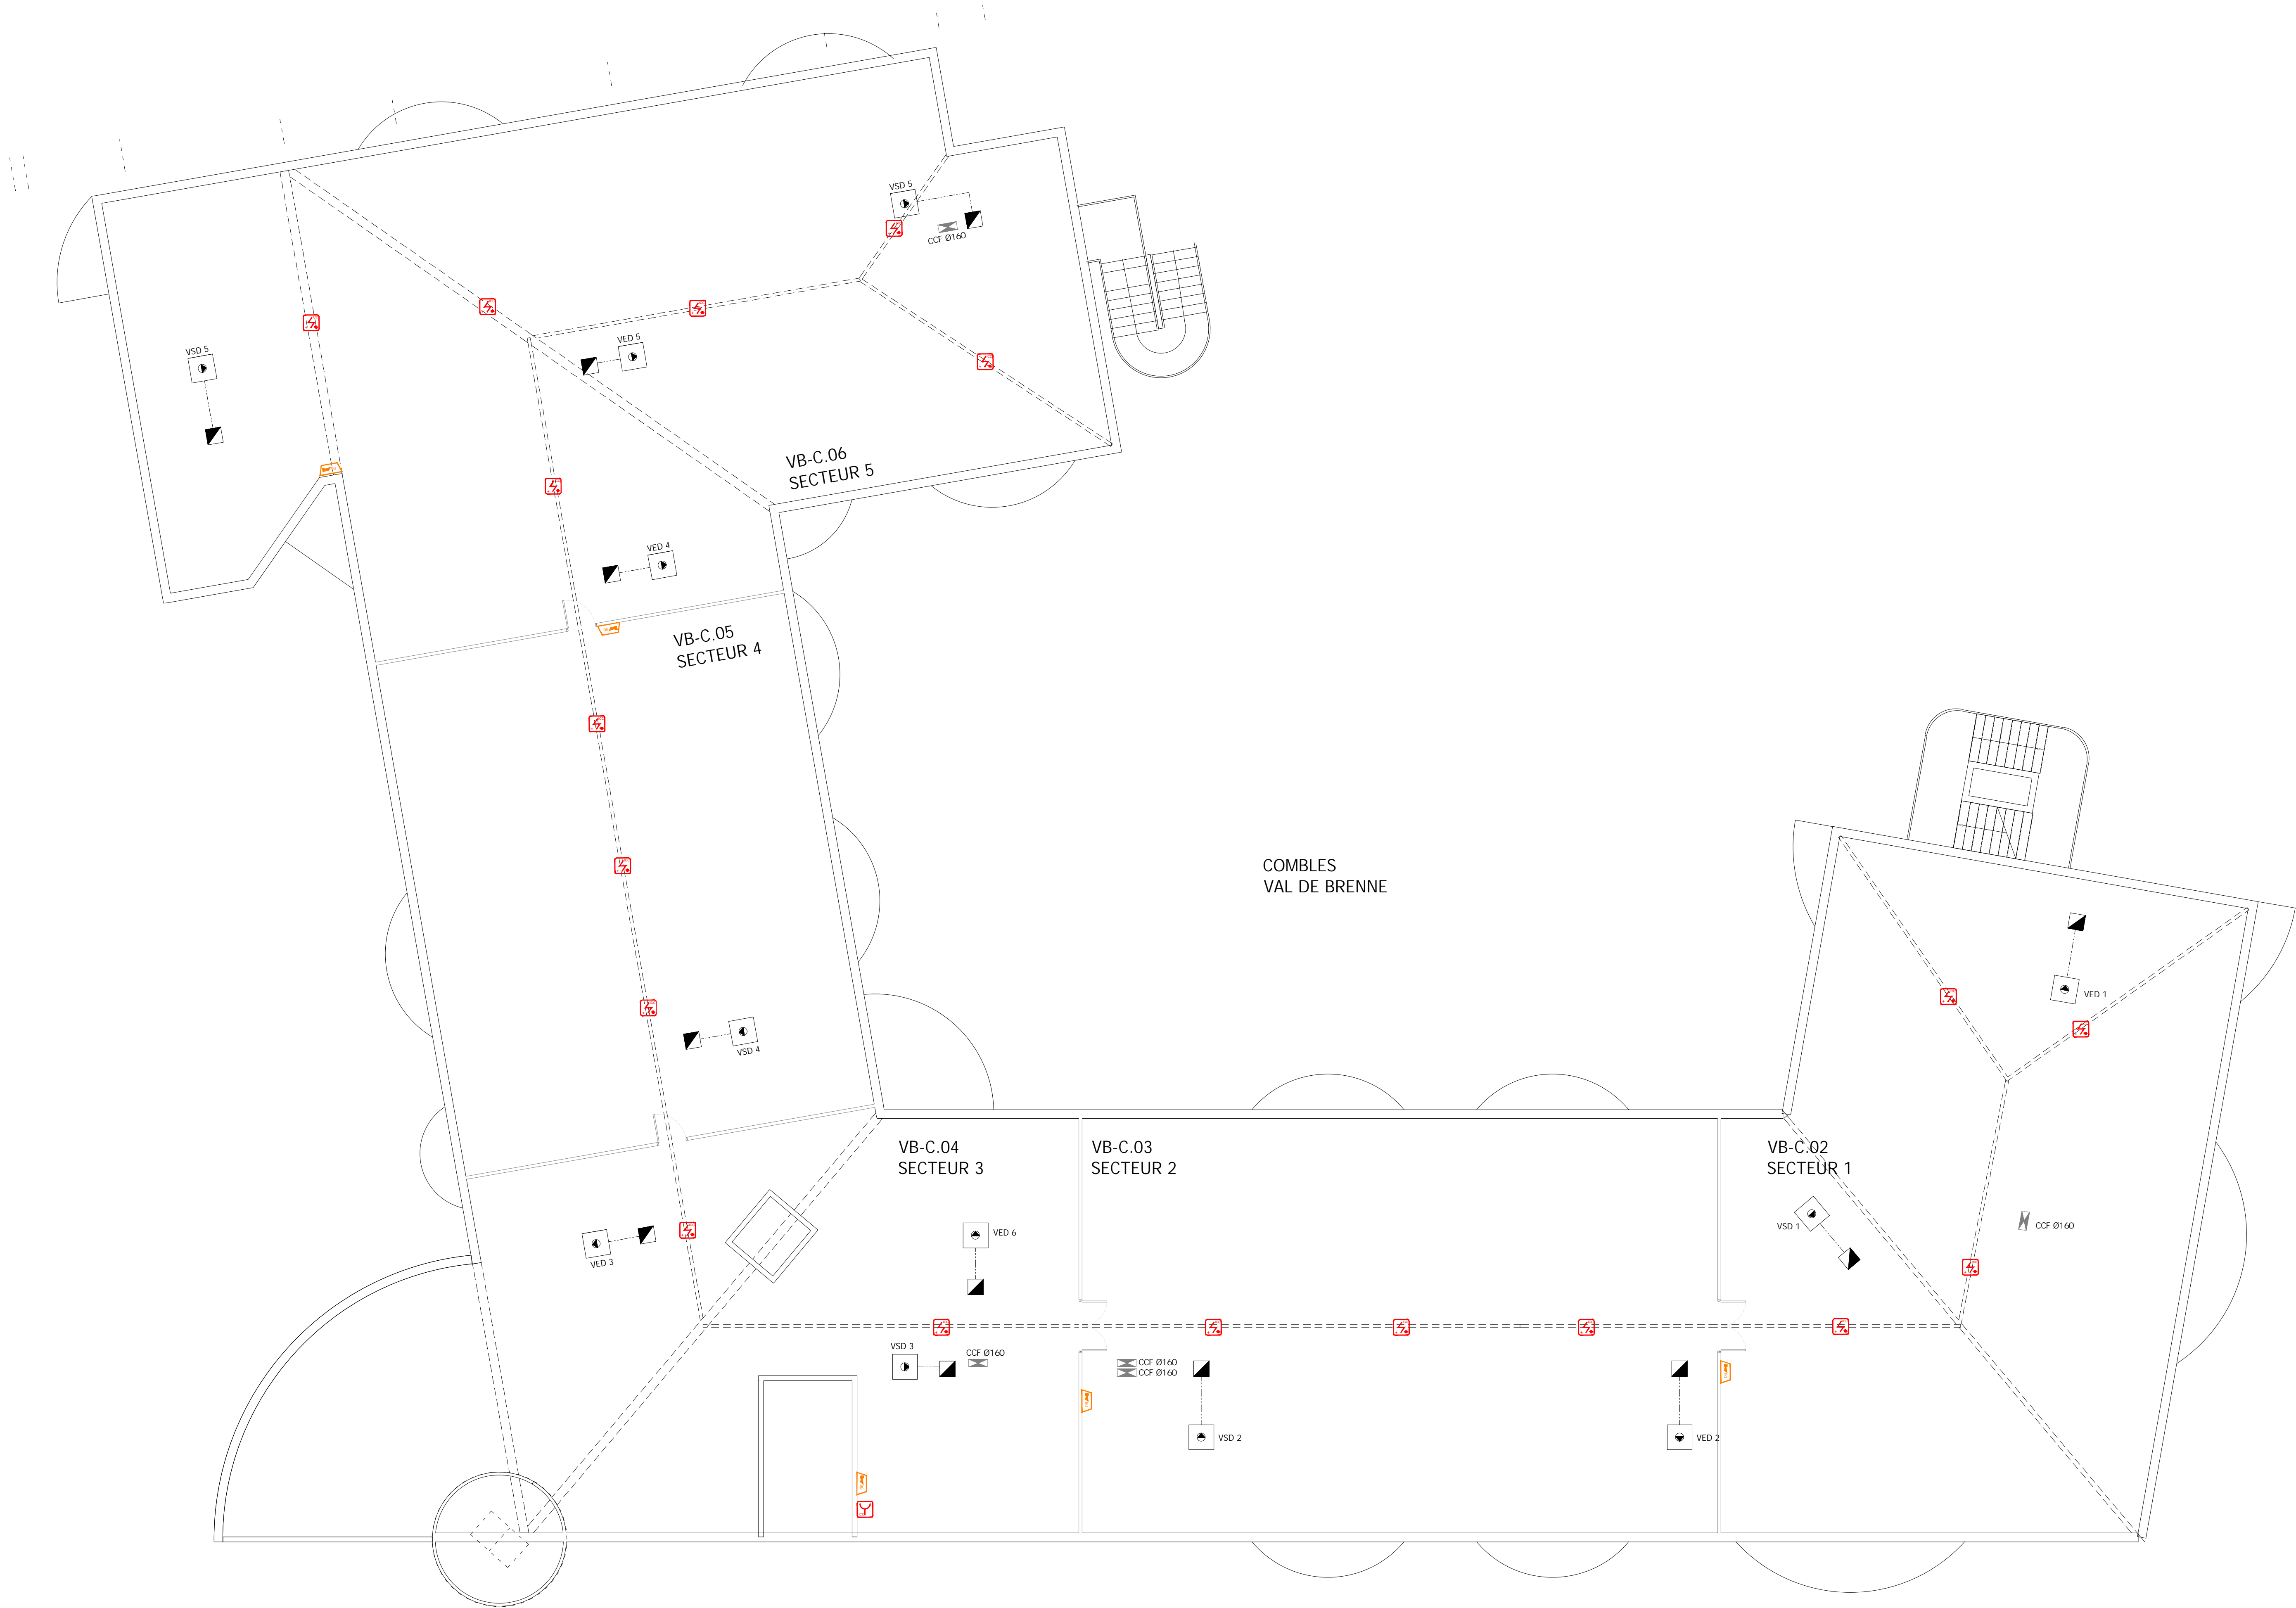 VSD 5
CCF Ø160
VED 5
VSD 5
VB-C.06
SECTEUR 5
VED 4
VB-C.05
SECTEUR 4
COMBLES
VAL DE BRENNE
VED 1
VSD 4
VB-C.04
SECTEUR 3
VB-C.03
SECTEUR 2
VB-C.02
SECTEUR 1
VSD 1
CCF Ø160
VED 6
VED 3
VSD 3
CCF Ø160
CCF Ø160
CCF Ø160
VSD 2
VED 2